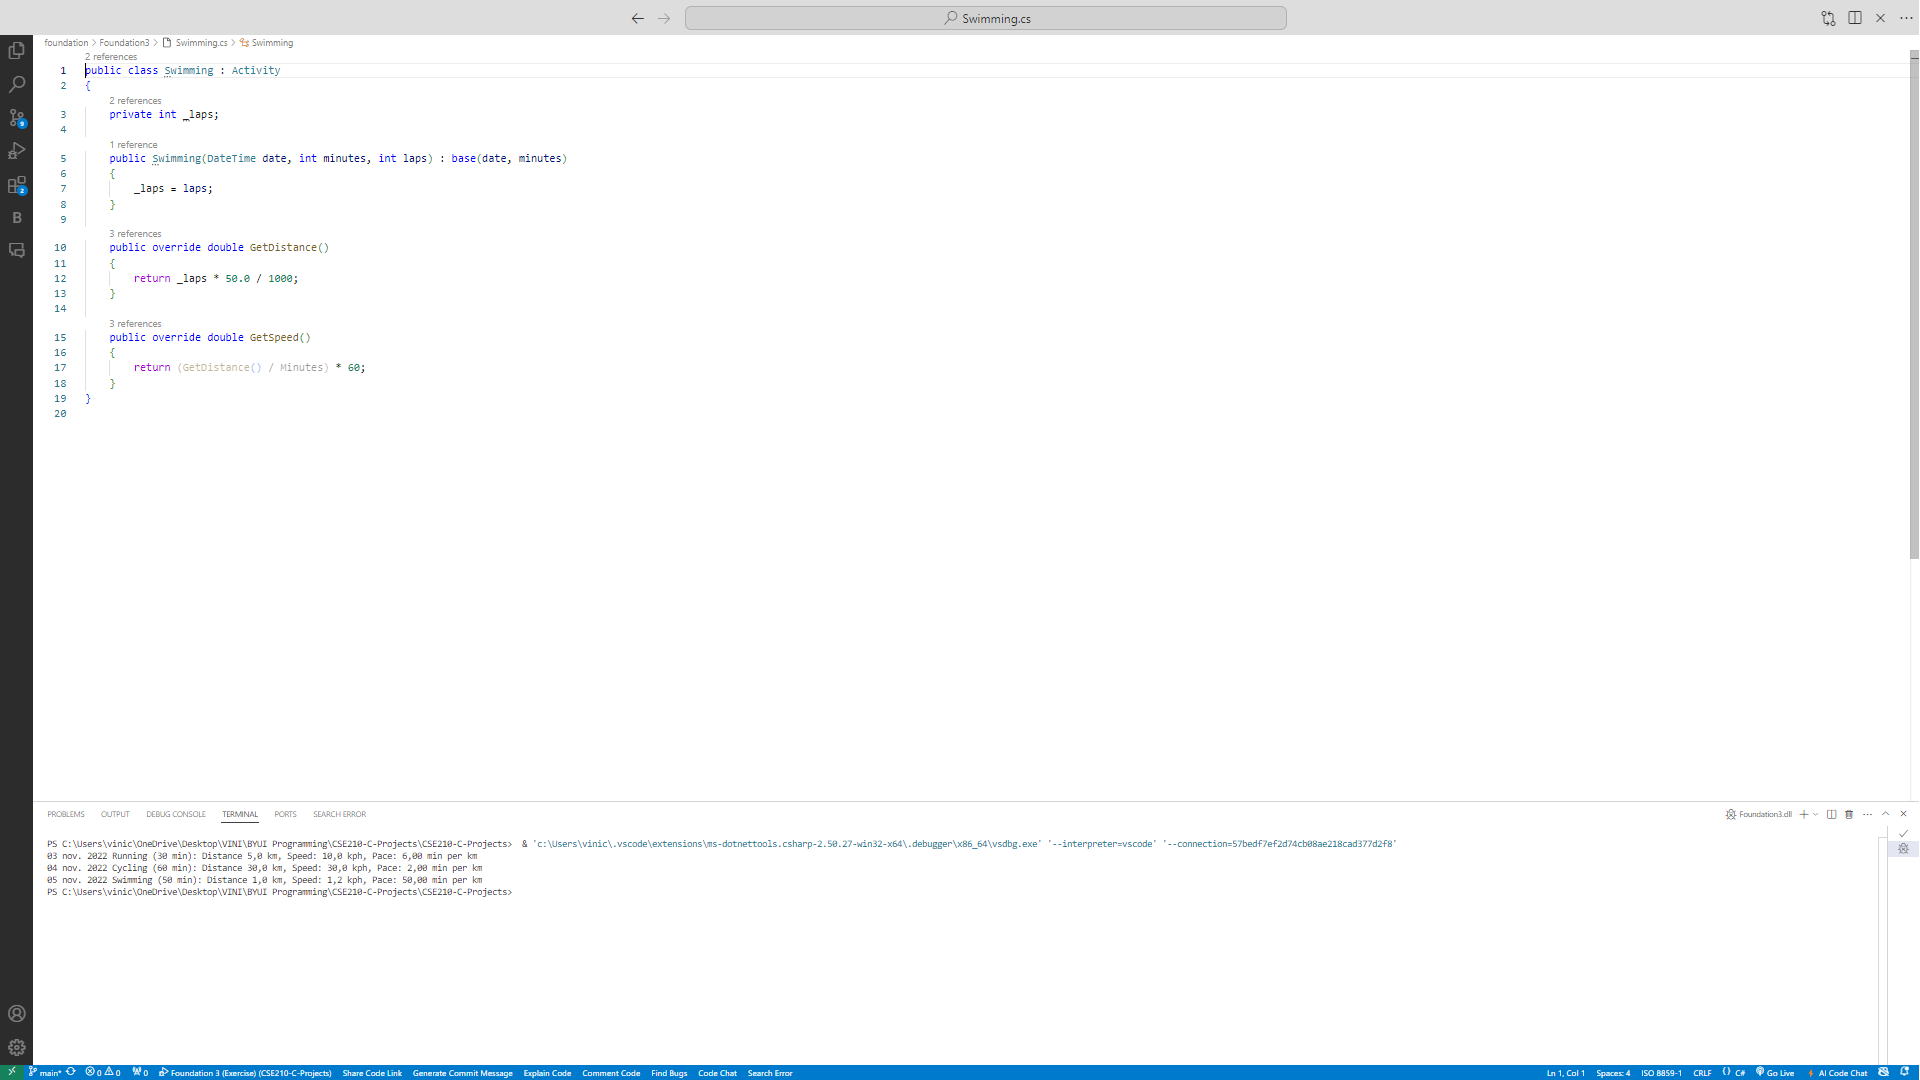 Swimming.cs
foundation > Foundation3 > Swimming.cs > Swimming
2 references
1 public class Swimming : Activity
2 {
2 references
3 private int _laps;
4
1 reference
5 public Swimming(DateTime date, int minutes, int laps) : base(date, minutes)
6 {
7 _laps = laps;
8 }
9
3 references
10 public override double GetDistance()
11 {
12 return _laps * 50.0 / 1000;
13 }
14
3 references
15 public override double GetSpeed()
16 {
17 return (GetDistance() / Minutes) * 60;
18 }
19 }
20
9
2
B
PROBLEMS OUTPUT DEBUG CONSOLE TERMINAL PORTS SEARCH ERROR
Foundation3.dll
PS C:\Users\vinic\OneDrive\Desktop\VINI\BYUI Programming\CSE210-C-Projects\CSE210-C-Projects> & 'c:\Users\vinic\.vscode\extensions\ms-dotnettools.csharp-2.50.27-win32-x64\.debugger\x86_64\vsdbg.exe' '--interpreter=vscode' '--connection=57bedf7ef2d74cb08ae218cad377d2f8'
03 nov. 2022 Running (30 min): Distance 5,0 km, Speed: 10,0 kph, Pace: 6,00 min per km
04 nov. 2022 Cycling (60 min): Distance 30,0 km, Speed: 30,0 kph, Pace: 2,00 min per km
05 nov. 2022 Swimming (50 min): Distance 1,0 km, Speed: 1,2 kph, Pace: 50,00 min per km
PS C:\Users\vinic\OneDrive\Desktop\VINI\BYUI Programming\CSE210-C-Projects\CSE210-C-Projects>
main* 0 0 0 Foundation 3 (Exercise) (CSE210-C-Projects) Share Code Link Generate Commit Message Explain Code Comment Code Find Bugs Code Chat Search Error Ln 1, Col 1 Spaces: 4 ISO 8859-1 CRLF {} C# Go Live AI Code Chat